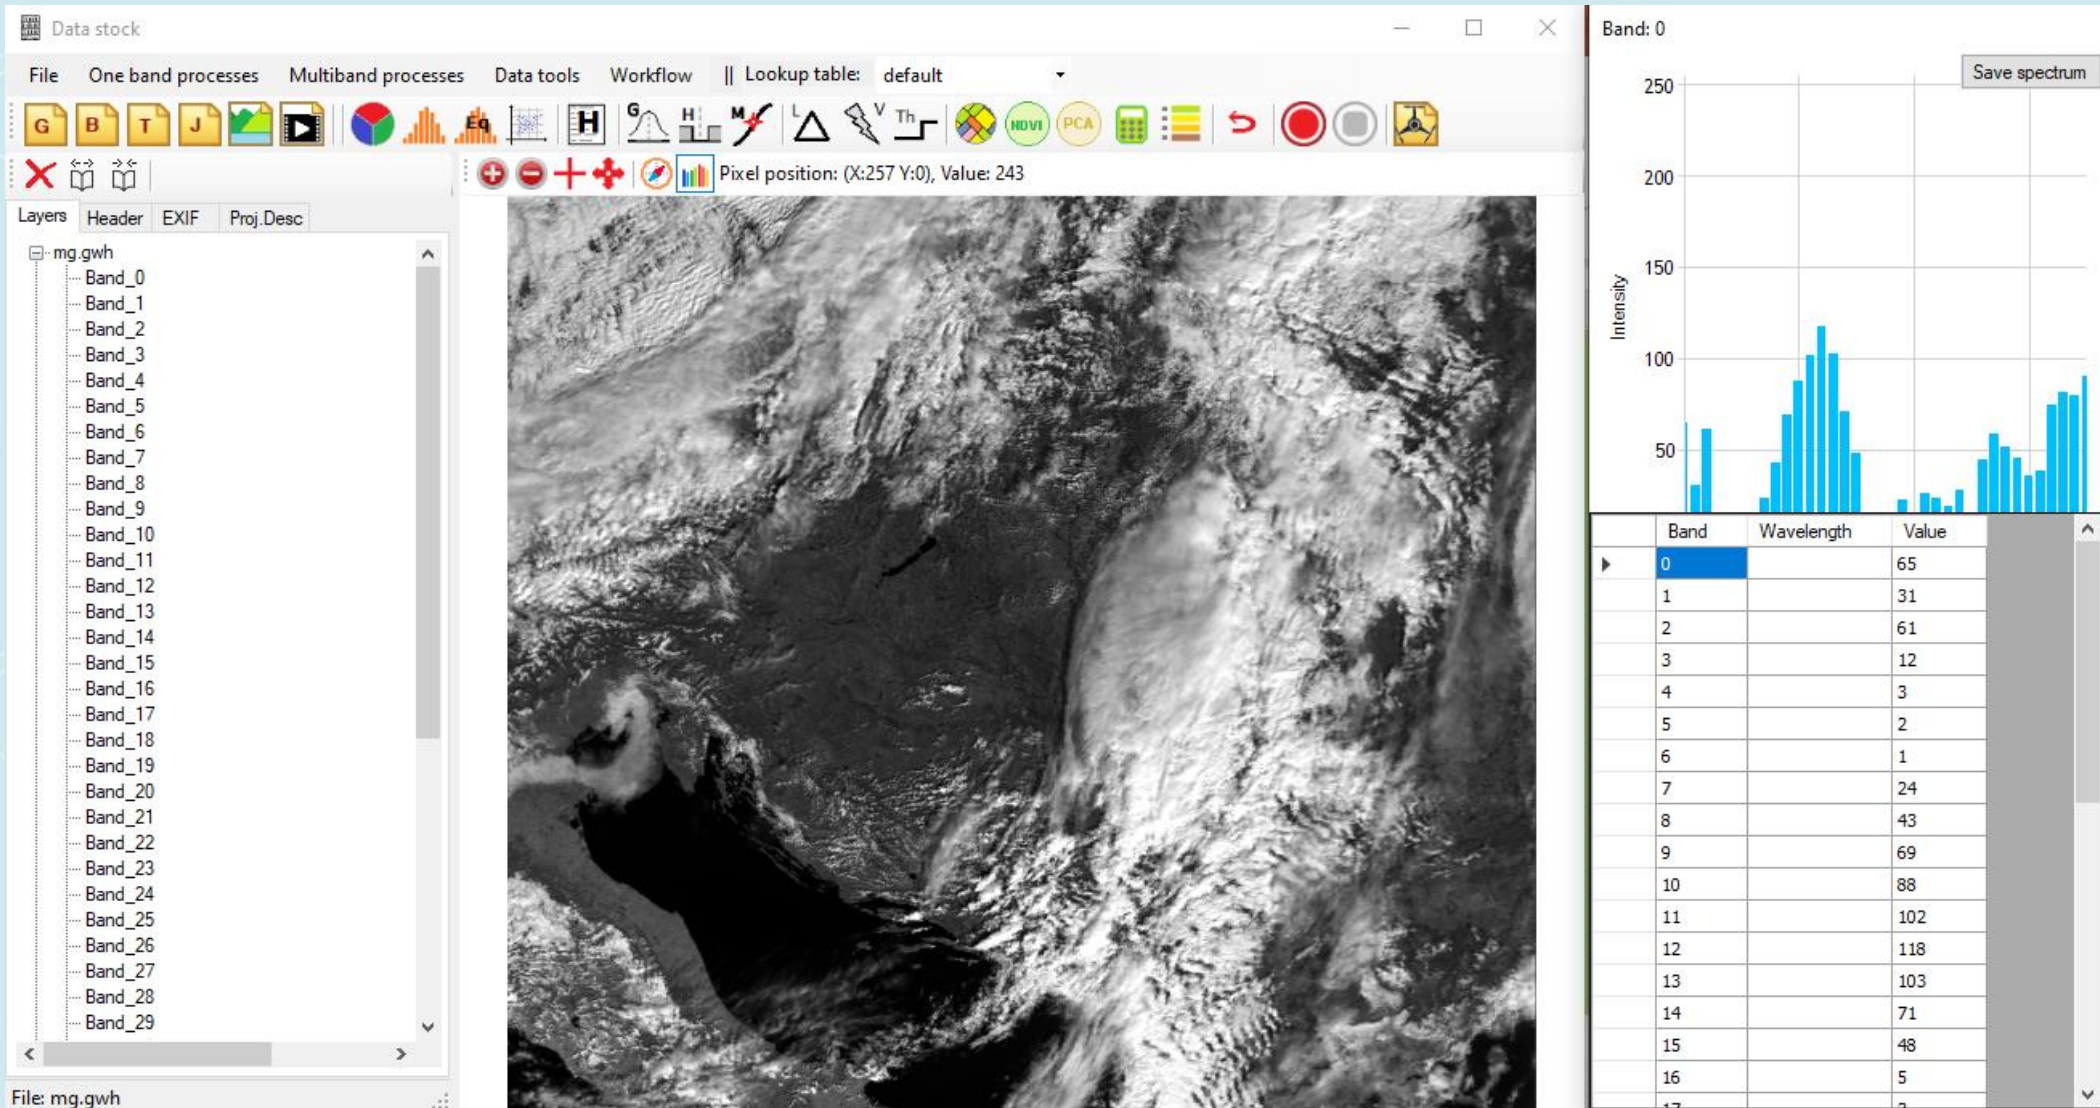 Data stock
File One band processes Multiband processes Data tools Workflow || Lookup table: default
G B T J Eq H G H M L V Th NDVI PCA
Pixel position: (X:257 Y:0), Value: 243
Layers Header EXIF Proj.Desc
mg.gwh
Band_0
Band_1
Band_2
Band_3
Band_4
Band_5
Band_6
Band_7
Band_8
Band_9
Band_10
Band_11
Band_12
Band_13
Band_14
Band_15
Band_16
Band_17
Band_18
Band_19
Band_20
Band_21
Band_22
Band_23
Band_24
Band_25
Band_26
Band_27
Band_28
Band_29
File: mg.gwh
Band: 0
Save spectrum
250
200
150
100
50
Intensity
Band Wavelength Value
0 65
1 31
2 61
3 12
4 3
5 2
6 1
7 24
8 43
9 69
10 88
11 102
12 118
13 103
14 71
15 48
16 5